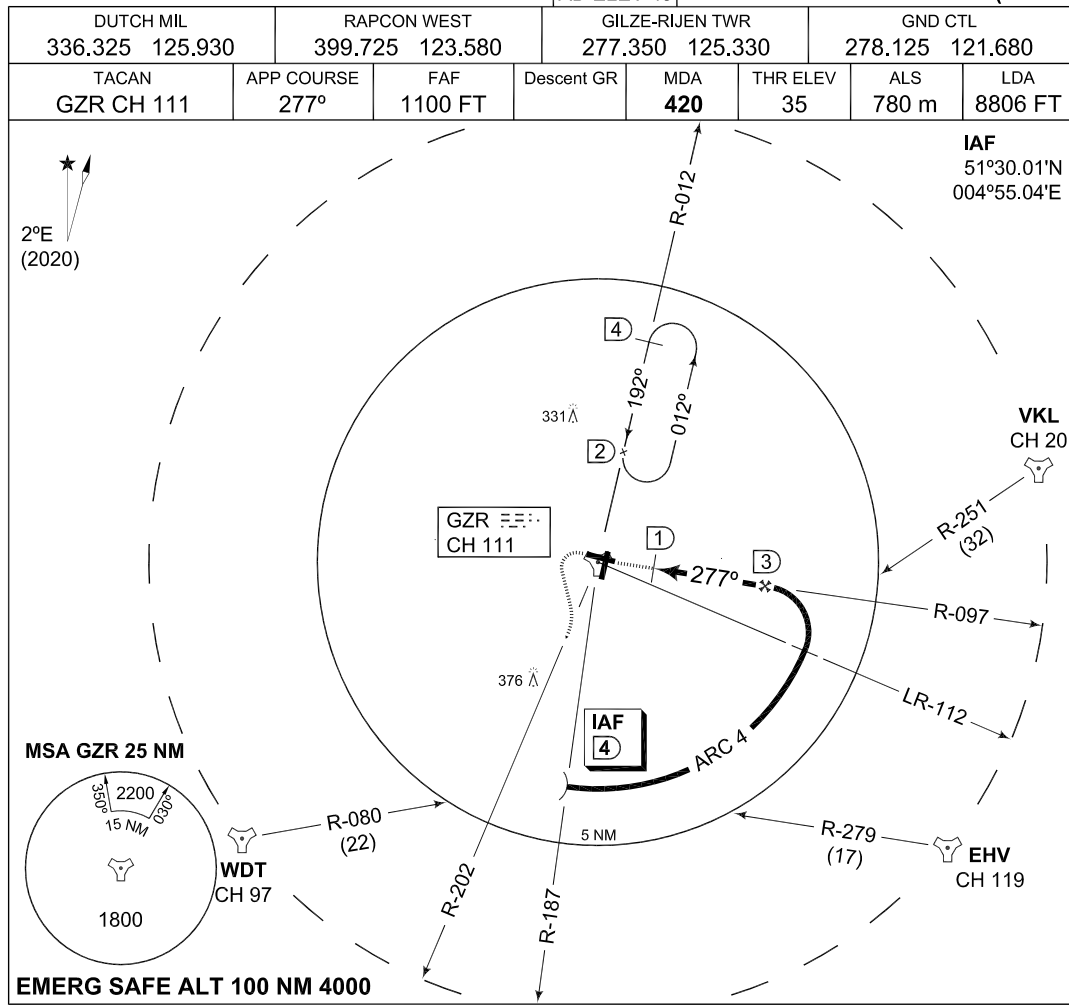 DUTCH MIL
336.325 125.930
RAPCON WEST
399.725 123.580
GILZE-RIJEN TWR
277.350 125.330
GND CTL
278.125 121.680
TACAN
GZR CH 111
APP COURSE
277º
FAF
1100 FT
Descent GR
MDA
420
THR ELEV
35
ALS
780 m
LDA
8806 FT
IAF
51º30.01'N
004º55.04'E
2ºE
(2020)
R-012
4
192º
012º
331
2
VKL
CH 20
R-251
(32)
GZR
CH 111
1
3
277º
R-097
LR-112
376
IAF
4
ARC 4
MSA GZR 25 NM
350º
2200
030º
15 NM
1800
R-080
(22)
WDT
CH 97
5 NM
R-279
(17)
EHV
CH 119
R-202
R-187
EMERG SAFE ALT 100 NM 4000